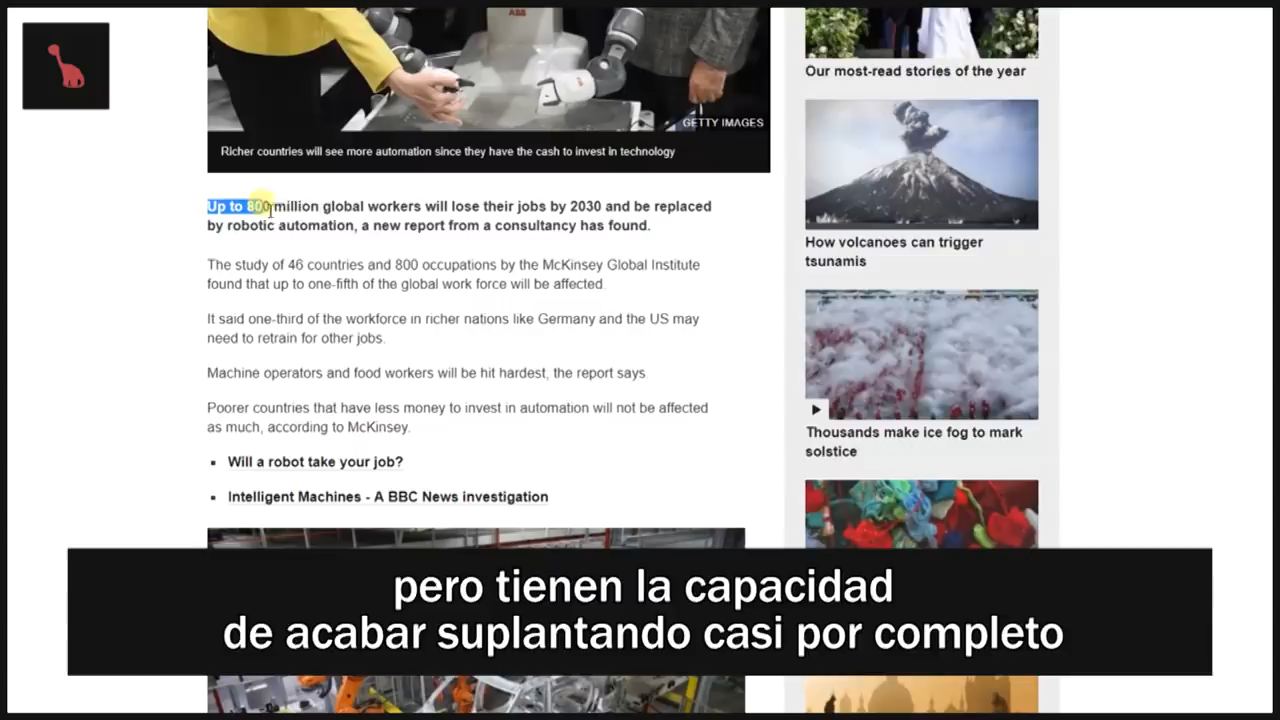 ABB
GETTY IMAGES
Richer countries will see more automation since they have the cash to invest in technology
Up to 800 million global workers will lose their jobs by 2030 and be replaced
by robotic automation, a new report from a consultancy has found.
The study of 46 countries and 800 occupations by the McKinsey Global Institute
found that up to one-fifth of the global work force will be affected.
It said one-third of the workforce in richer nations like Germany and the US may
need to retrain for other jobs.
Machine operators and food workers will be hit hardest, the report says.
Poorer countries that have less money to invest in automation will not be affected
as much, according to McKinsey.
Will a robot take your job?
Intelligent Machines - A BBC News investigation
Our most-read stories of the year
How volcanoes can trigger
tsunamis
Thousands make ice fog to mark
solstice
pero tienen la capacidad
de acabar suplantando casi por completo